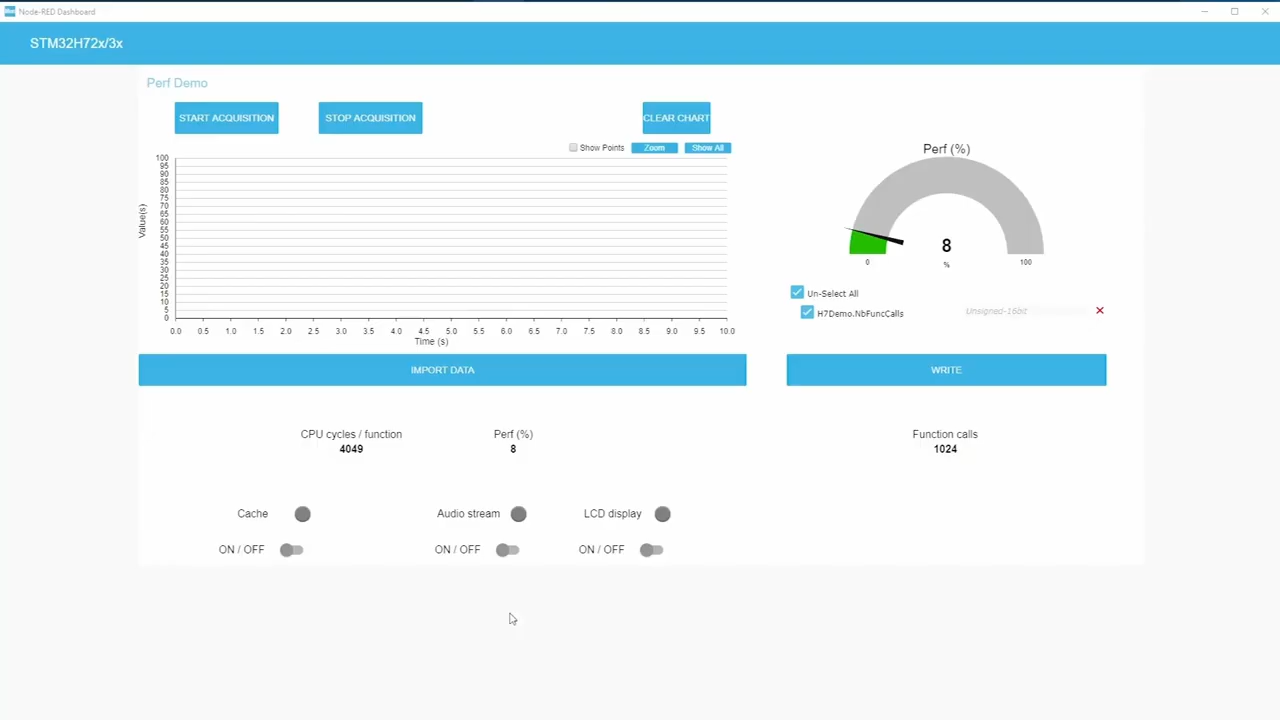 Node-RED Dashboard
STM32H72x/3x
Perf Demo
START ACQUISITION
STOP ACQUISITION
CLEAR CHART
Show Points
Zoom
Show All
Value(s)
100
95
90
85
80
75
70
65
60
55
50
45
40
35
30
25
20
15
10
5
0
0.0 0.5 1.0 1.5 2.0 2.5 3.0 3.5 4.0 4.5 5.0 5.5 6.0 6.5 7.0 7.5 8.0 8.5 9.0 9.5 10.0
Time (s)
Perf (%)
8
0 % 100
Un-Select All
H7Demo.NbFuncCalls Unsigned-16bit
IMPORT DATA
WRITE
CPU cycles / function
4049
Perf (%)
8
Function calls
1024
Cache
Audio stream
LCD display
ON / OFF
ON / OFF
ON / OFF